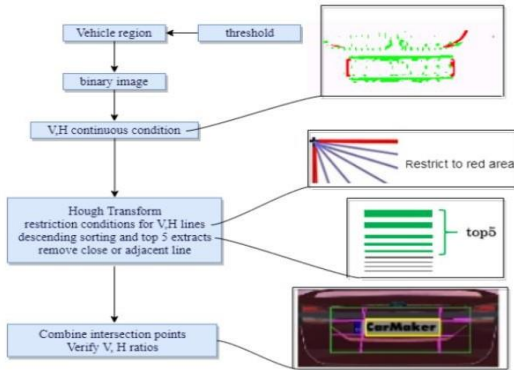 Vehicle region
threshold
binary image
V,H continuous condition
Restrict to red area
Hough Transform
restriction conditions for V,H lines
descending sorting and top 5 extracts
remove close or adjacent line
top5
Combine intersection points
Verify V, H ratios
CarMaker